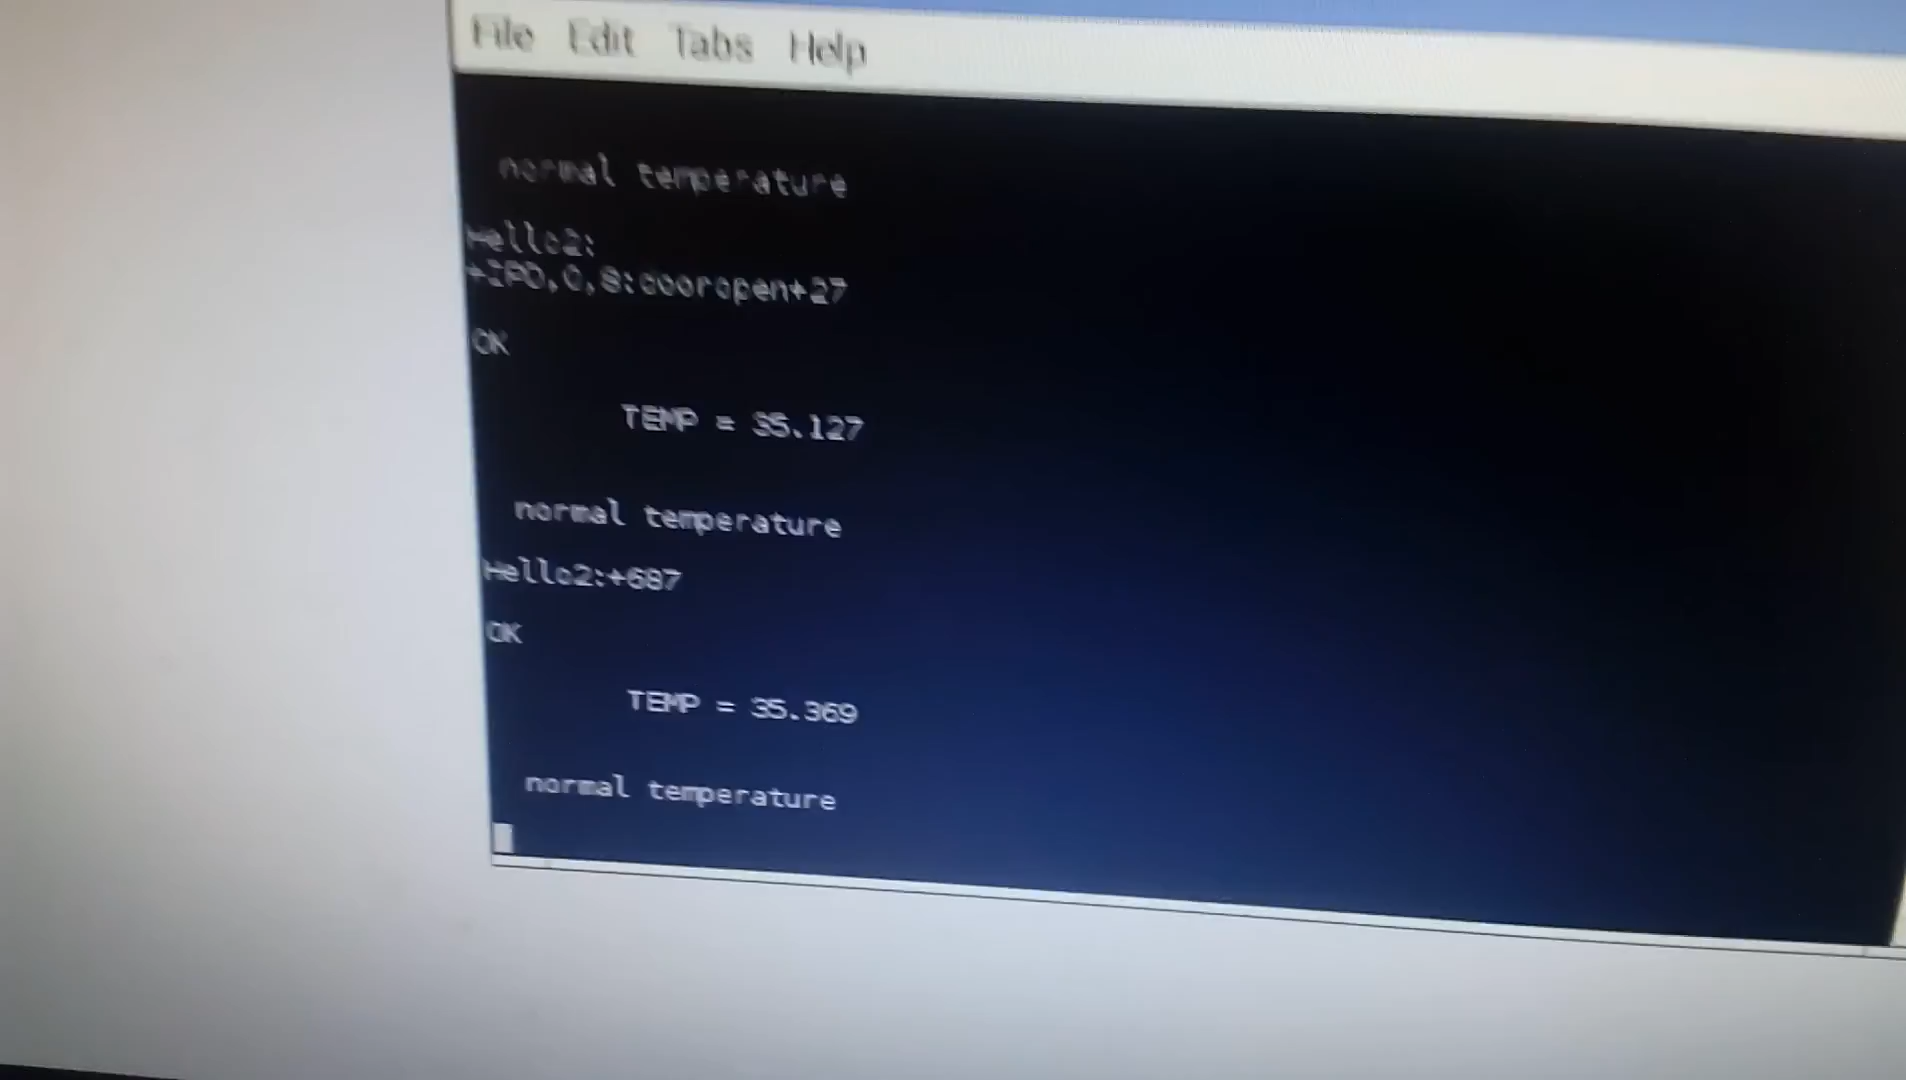 File Edit Tabs Help
normal temperature
Hello2:
+IPD,0,8:dooropen+27
OK
TEMP = 35.127
normal temperature
Hello2:+687
OK
TEMP = 35.369
normal temperature